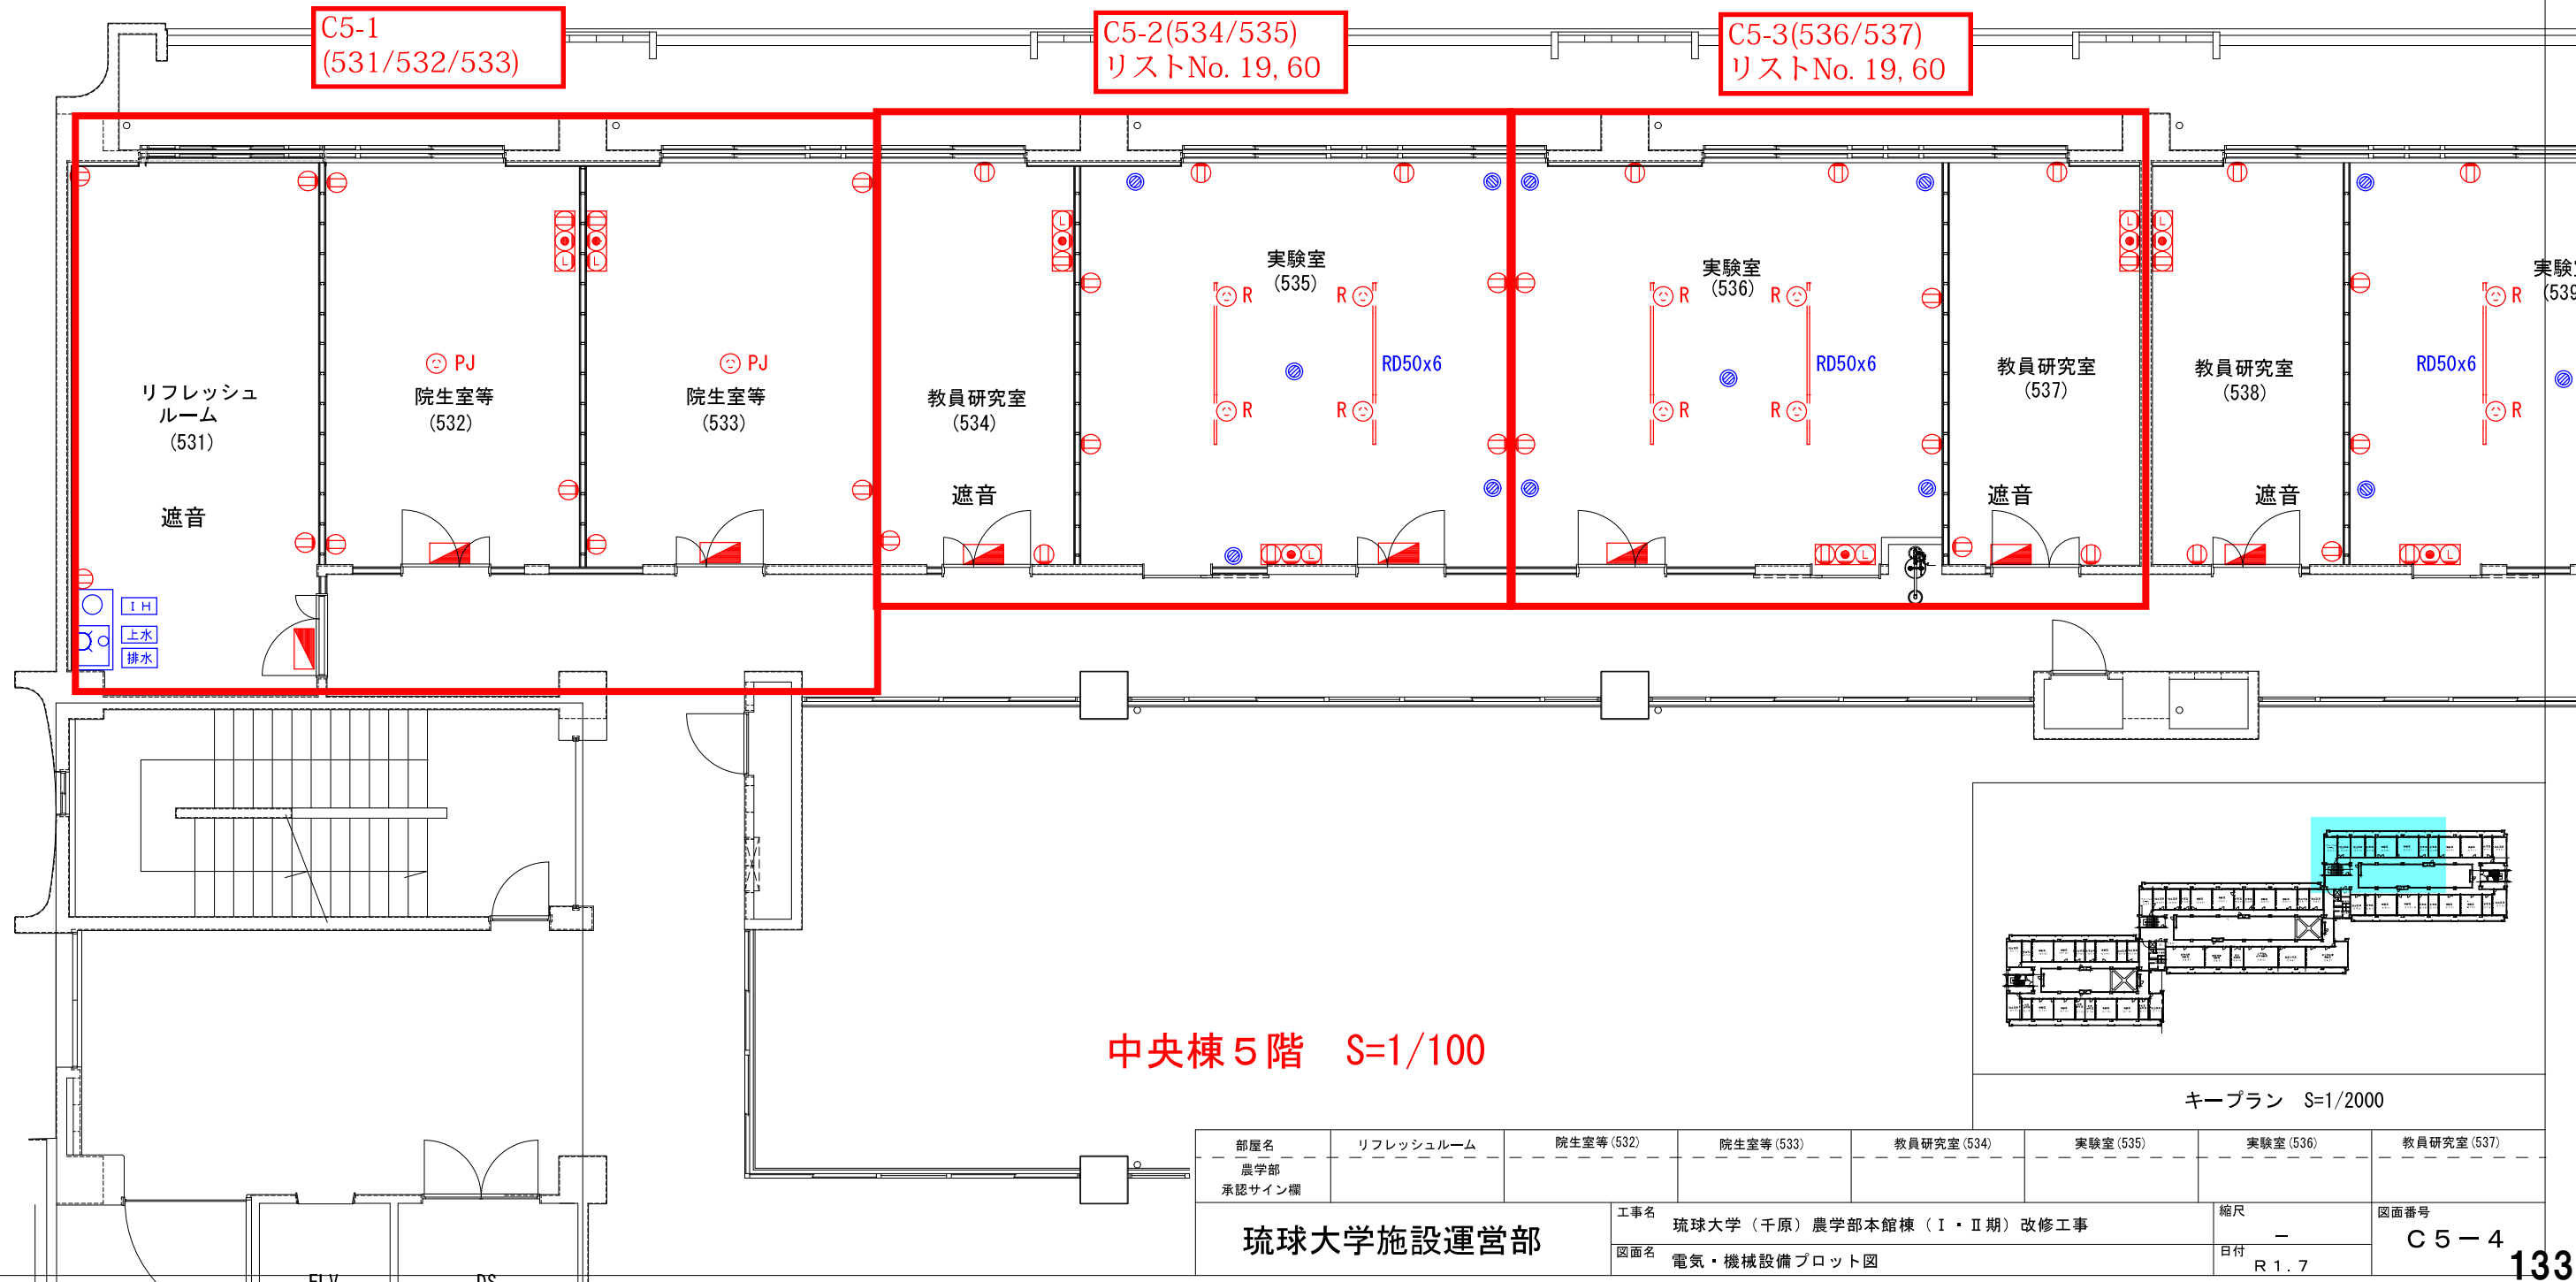 C5-1
(531/532/533)
C5-2(534/535)
リストNo. 19, 60
C5-3(536/537)
リストNo. 19, 60
L
L
L
L
L
リフレッシュ
ルーム
(531)
遮音
PJ
院生室等
(532)
PJ
院生室等
(533)
教員研究室
(534)
遮音
実験室
(535)
R
R
R
R
RD50x6
L
実験室
(536)
R
R
R
R
RD50x6
L
教員研究室
(537)
遮音
教員研究室
(538)
遮音
実験
(539
R
R
RD50x6
L
IH
上水
排水
ELV
DS
中央棟５階 S=1/100
キープラン S=1/2000
部屋名 リフレッシュルーム 院生室等(532) 院生室等(533) 教員研究室(534) 実験室(535) 実験室(536) 教員研究室(537)
農学部
承認サイン欄
琉球大学施設運営部
工事名 琉球大学（千原）農学部本館棟（Ⅰ・Ⅱ期）改修工事
図面名 電気・機械設備プロット図
縮尺 －
日付 Ｒ１．７
図面番号
Ｃ５－４
133